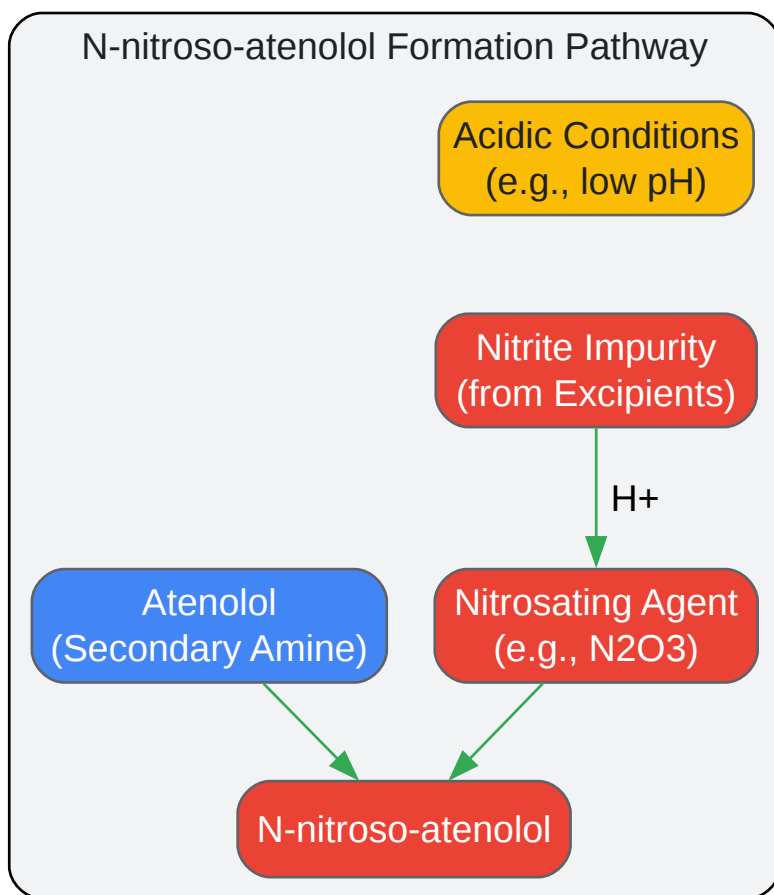 N-nitroso-atenolol Formation Pathway
Acidic Conditions
(e.g., low pH)
Nitrite Impurity
(from Excipients)
H+
Atenolol
(Secondary Amine)
Nitrosating Agent
(e.g., N2O3)
N-nitroso-atenolol